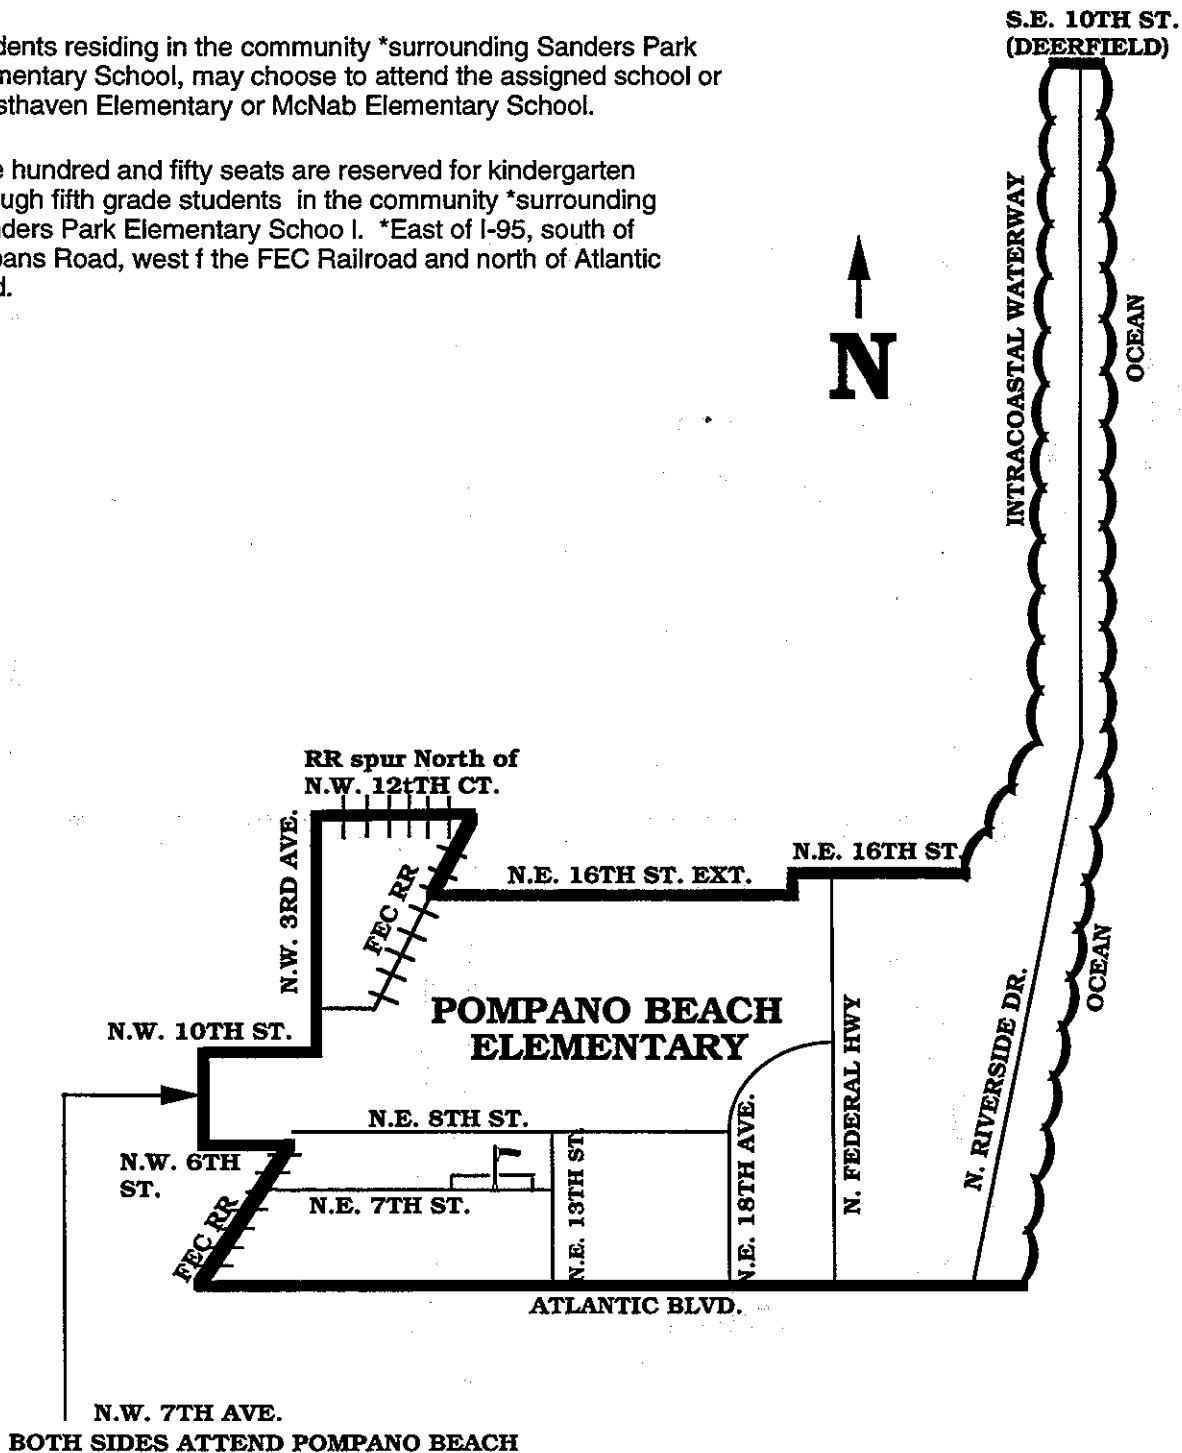 dents residing in the community *surrounding Sanders Park
mentary School, may choose to attend the assigned school or
sthaven Elementary or McNab Elementary School.
e hundred and fifty seats are reserved for kindergarten
ugh fifth grade students in the community *surrounding
ders Park Elementary Schoo l. *East of I-95, south of
pans Road, west f the FEC Railroad and north of Atlantic
d.
S.E. 10TH ST.
(DEERFIELD)
INTRACOASTAL WATERWAY
OCEAN
N
RR spur North of
N.W. 12tTH CT.
N.W. 3RD AVE.
FEC RR
N.E. 16TH ST. EXT.
N.E. 16TH ST.
POMPANO BEACH
ELEMENTARY
N.W. 10TH ST.
N. FEDERAL HWY
N. RIVERSIDE DR.
OCEAN
N.E. 8TH ST.
N.E. 13TH ST.
N.E. 18TH AVE.
N.W. 6TH
ST.
N.E. 7TH ST.
FEC RR
ATLANTIC BLVD.
N.W. 7TH AVE.
BOTH SIDES ATTEND POMPANO BEACH